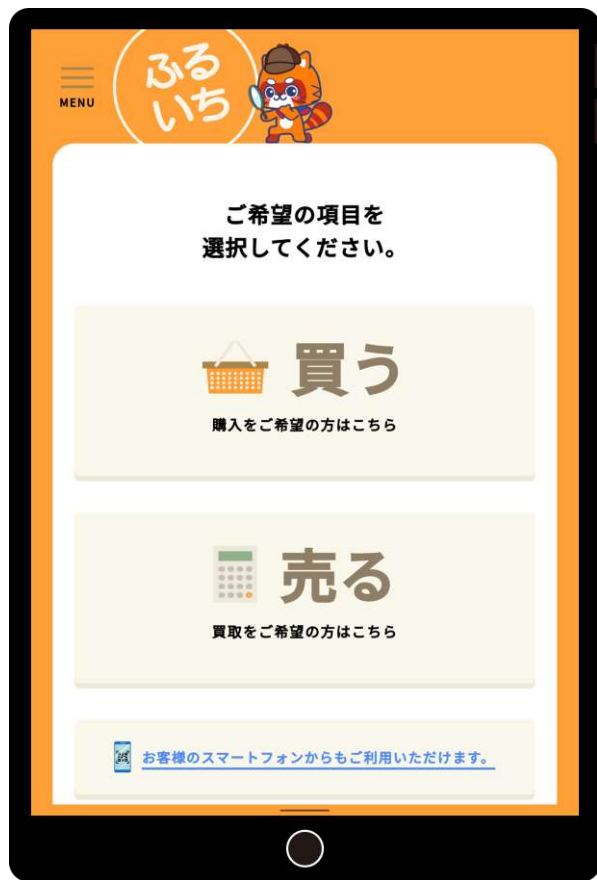 ふる
いち
MENU
ご希望の項目を
選択してください。
買う
購入をご希望の方はこちら
売る
買取をご希望の方はこちら
お客様のスマートフォンからもご利用いただけます。